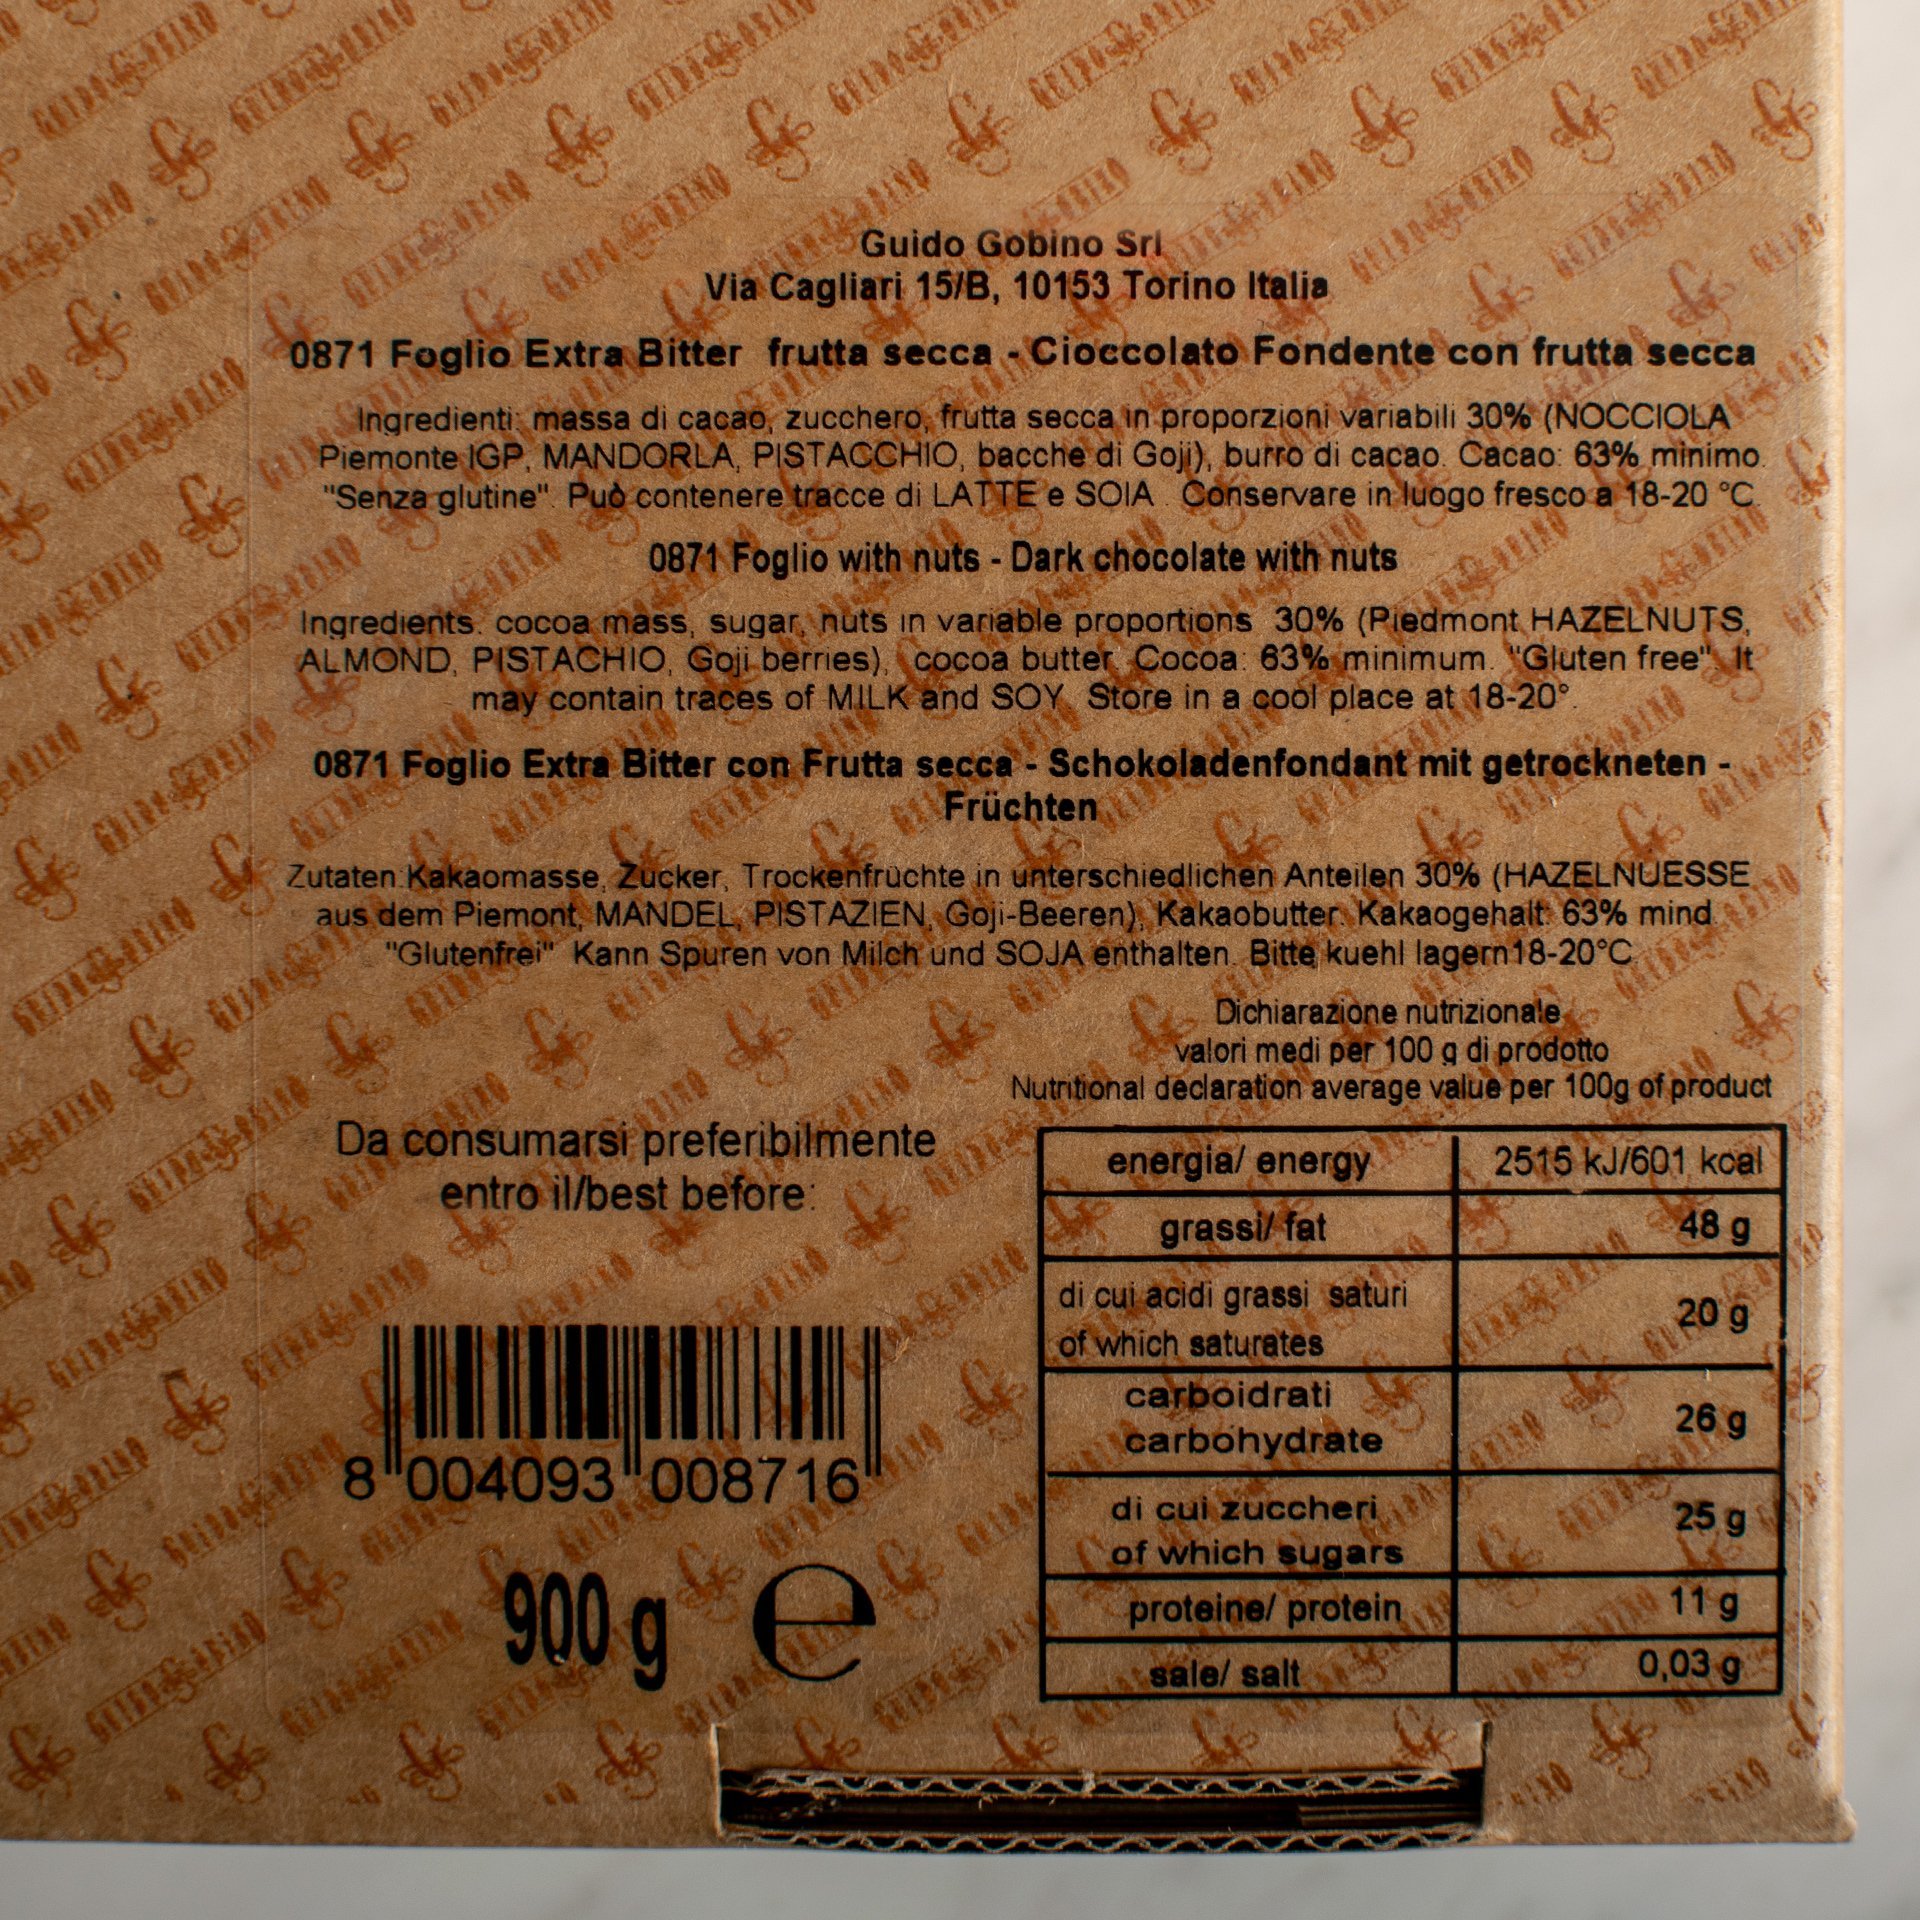 Guido Gobino Srl
Via Cagliari 15/B, 10153 Torino Italia
0871 Foglio Extra Bitter frutta secca - Cioccolato Fondente con frutta secca
Ingredienti: massa di cacao, zucchero, frutta secca in proporzioni variabili 30% (NOCCIOLA
Piemonte IGP, MANDORLA, PISTACCHIO, bacche di Goji), burro di cacao. Cacao: 63% minimo.
"Senza glutine". Può contenere tracce di LATTE e SOIA . Conservare in luogo fresco a 18-20 °C.
0871 Foglio with nuts - Dark chocolate with nuts
Ingredients: cocoa mass, sugar, nuts in variable proportions 30% (Piedmont HAZELNUTS,
ALMOND, PISTACHIO, Goji berries), cocoa butter. Cocoa: 63% minimum. "Gluten free". It
may contain traces of MILK and SOY. Store in a cool place at 18-20°.
0871 Foglio Extra Bitter con Frutta secca - Schokoladenfondant mit getrockneten -
Früchten
Zutaten:Kakaomasse, Zucker, Trockenfrüchte in unterschiedlichen Anteilen 30% (HAZELNUESSE
aus dem Piemont, MANDEL, PISTAZIEN, Goji-Beeren), Kakaobutter. Kakaogehalt: 63% mind.
"Glutenfrei" Kann Spuren von Milch und SOJA enthalten. Bitte kuehl lagern18-20°C
Dichiarazione nutrizionale
valori medi per 100 g di prodotto
Nutritional declaration average value per 100g of product
Da consumarsi preferibilmente
entro il/best before:
energia/ energy 2515 kJ/601 kcal
grassi/ fat 48 g
di cui acidi grassi saturi
of which saturates 20 g
carboidrati
carbohydrate 26 g
di cui zuccheri
of which sugars 25 g
proteine/ protein 11 g
sale/ salt 0,03 g
8 004093 008716
900 g e
GUIDO GOBINO